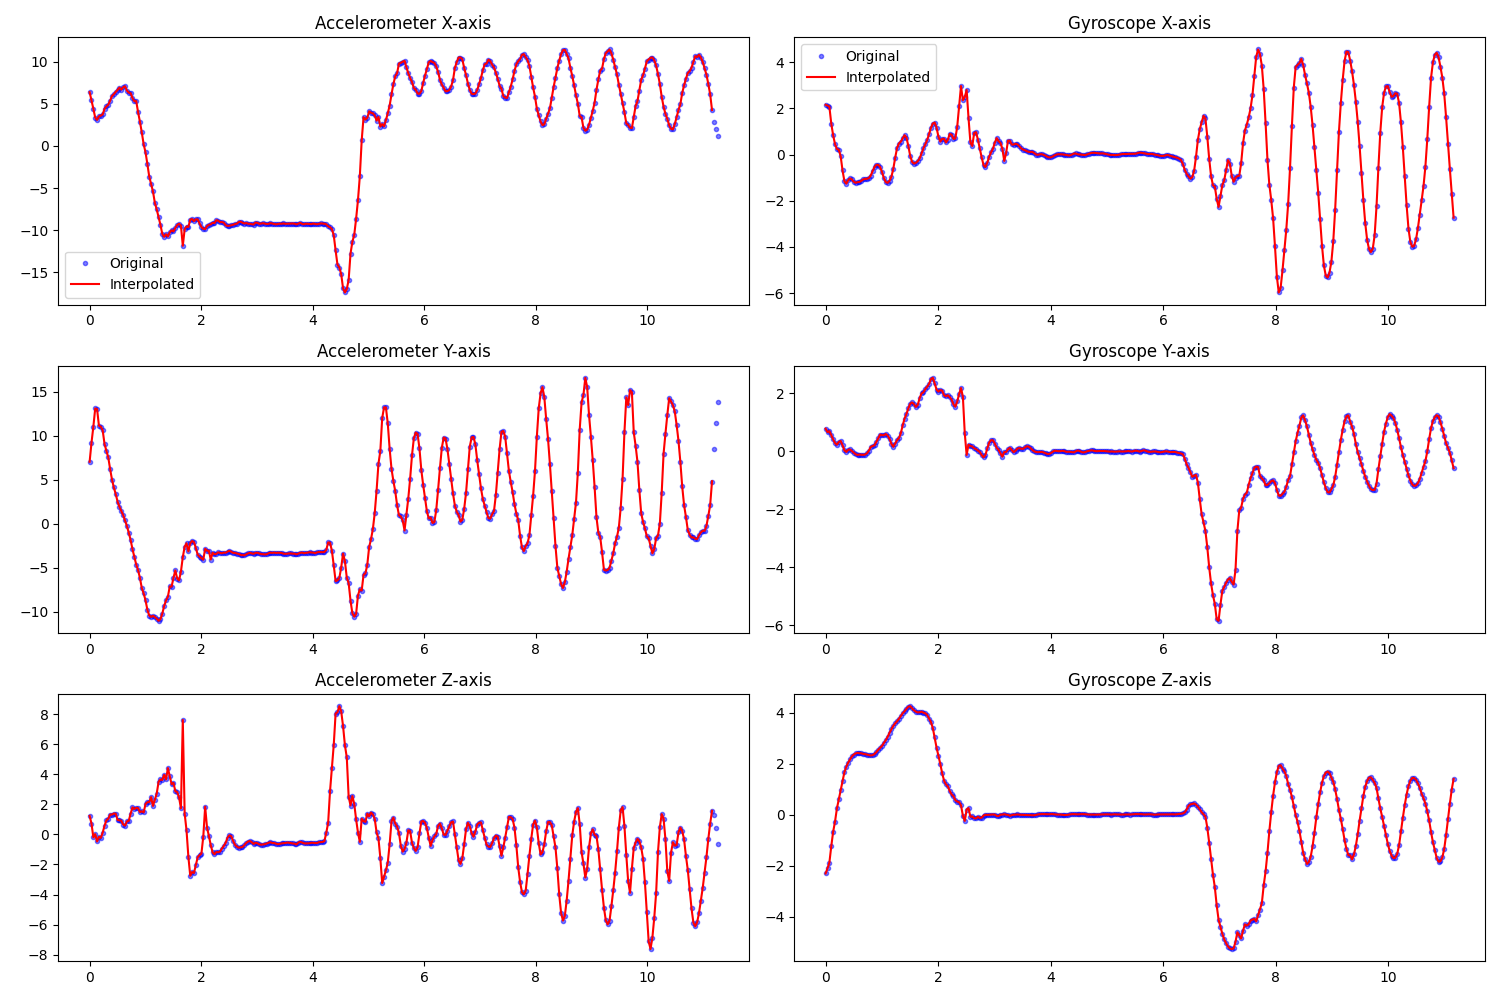 Accelerometer X-axis
10
5
0
−5
−10
−15
Original
Interpolated
0 2 4 6 8 10
Gyroscope X-axis
Original
Interpolated
4
2
0
−2
−4
−6
0 2 4 6 8 10
Accelerometer Y-axis
15
10
5
0
−5
−10
0 2 4 6 8 10
Gyroscope Y-axis
2
0
−2
−4
−6
0 2 4 6 8 10
Accelerometer Z-axis
8
6
4
2
0
−2
−4
−6
−8
0 2 4 6 8 10
Gyroscope Z-axis
4
2
0
−2
−4
0 2 4 6 8 10